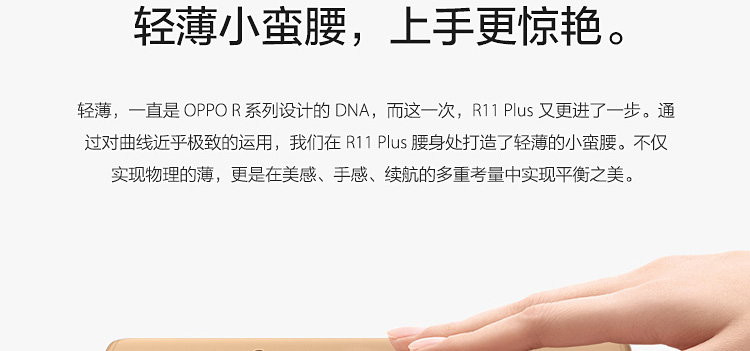 轻薄小蛮腰，上手更惊艳。
轻薄，一直是 OPPO R 系列设计的 DNA，而这一次，R11 Plus 又更进了一步。通
过对曲线近乎极致的运用，我们在 R11 Plus 腰身处打造了轻薄的小蛮腰。不仅
实现物理的薄，更是在美感、手感、续航的多重考量中实现平衡之美。